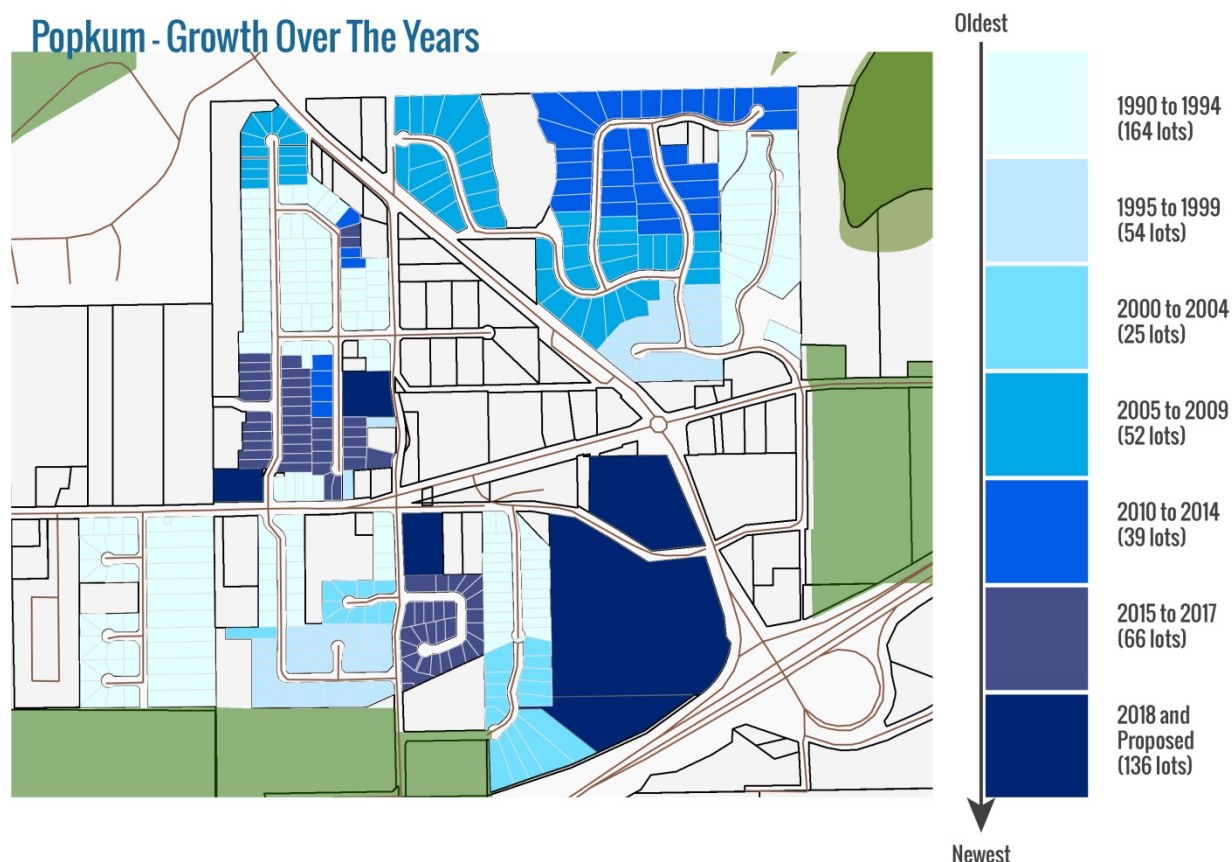 Popkum - Growth Over The Years
Oldest
1990 to 1994
(164 lots)
1995 to 1999
(54 lots)
2000 to 2004
(25 lots)
2005 to 2009
(52 lots)
2010 to 2014
(39 lots)
2015 to 2017
(66 lots)
2018 and
Proposed
(136 lots)
Newest